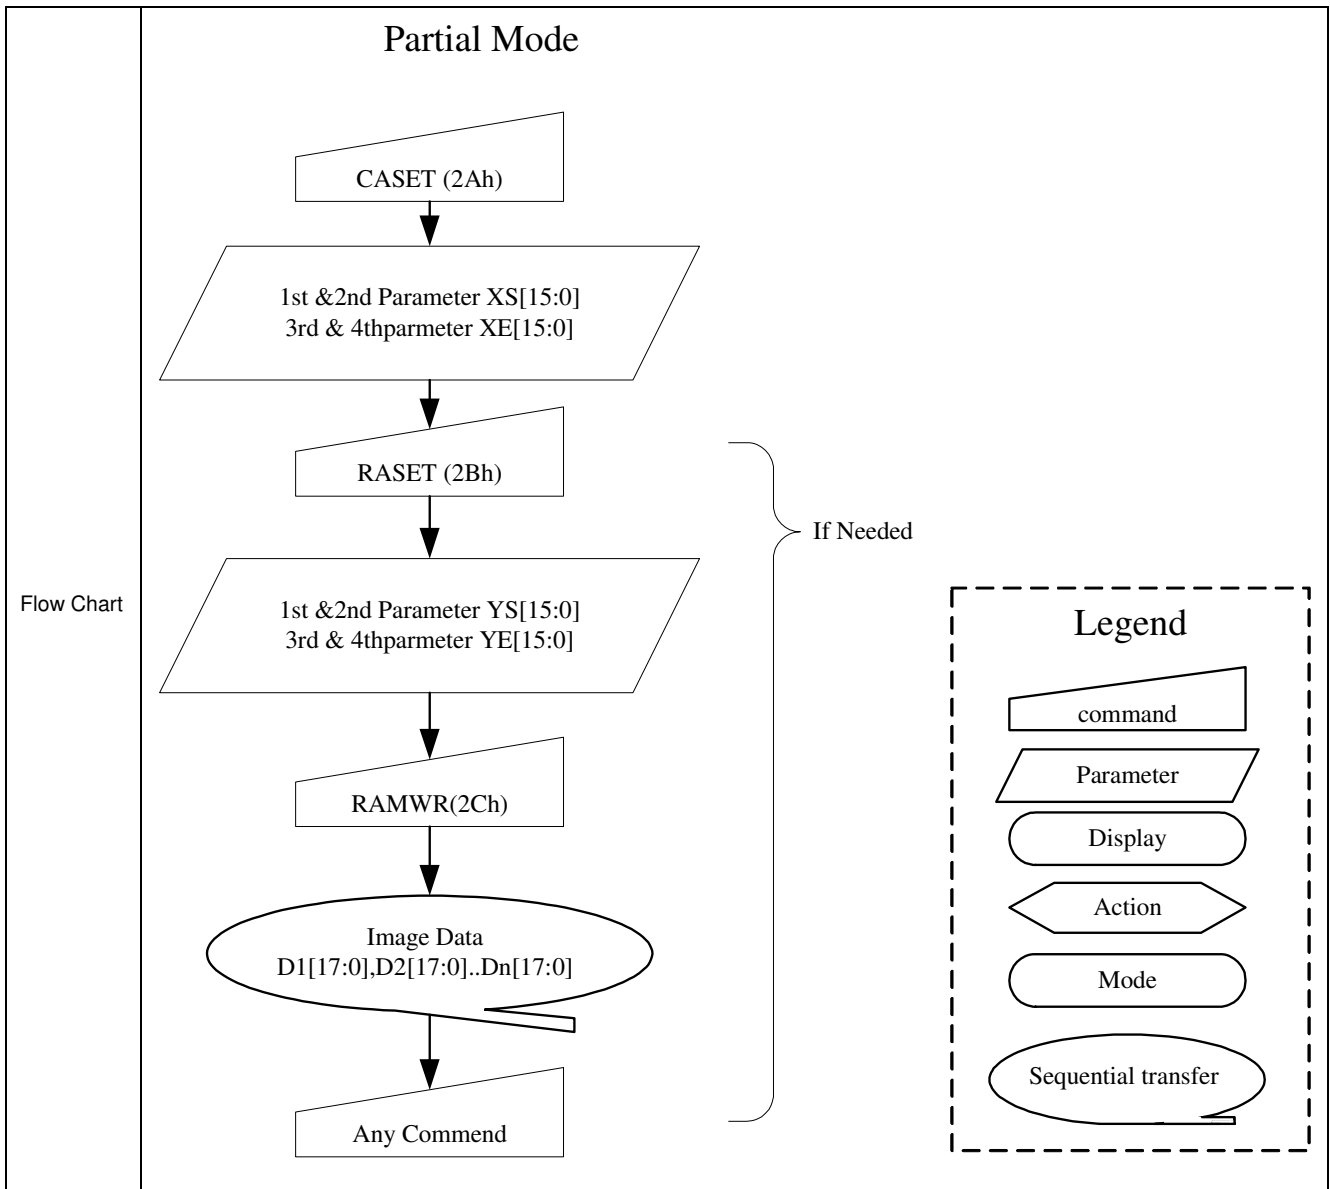 Partial Mode
CASET (2Ah)
1st &2nd Parameter XS[15:0]
3rd & 4thparmeter XE[15:0]
RASET (2Bh)
If Needed
1st &2nd Parameter YS[15:0]
3rd & 4thparmeter YE[15:0]
Flow Chart
RAMWR(2Ch)
Image Data
D1[17:0],D2[17:0]..Dn[17:0]
Any Commend
Legend
command
Parameter
Display
Action
Mode
Sequential transfer